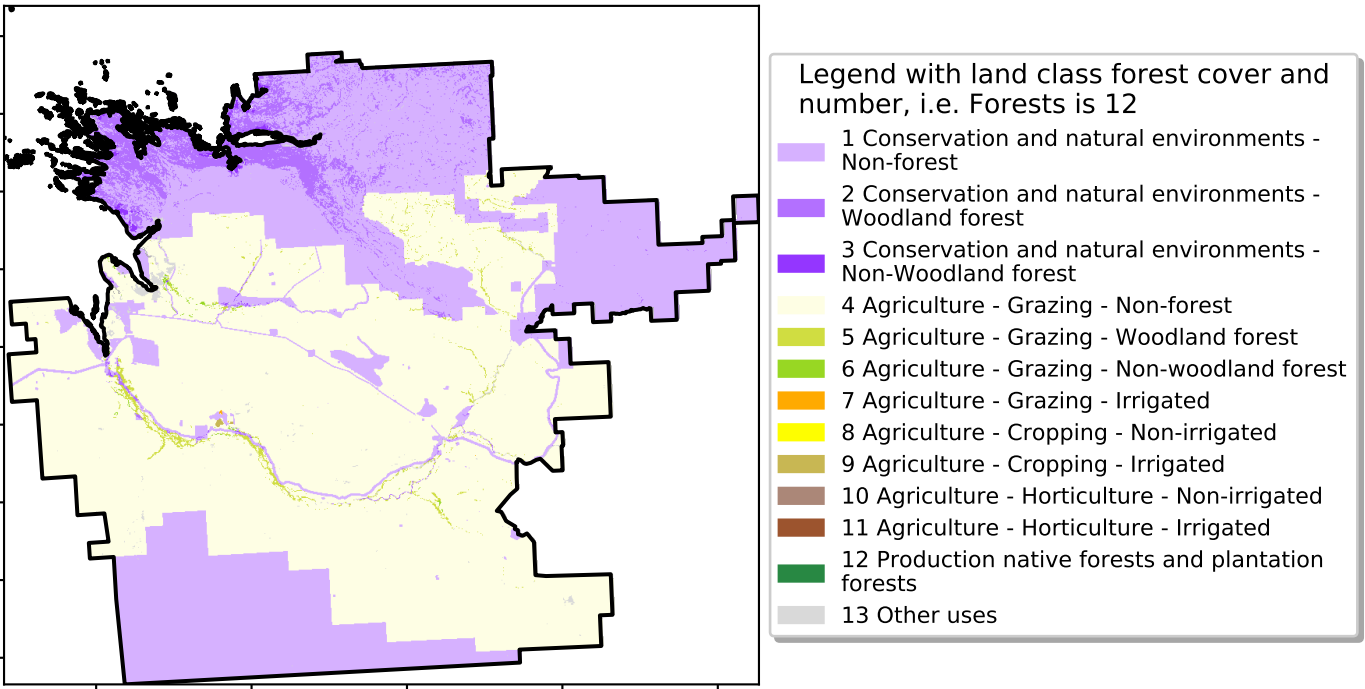 Legend with land class forest cover and
number, i.e. Forests is 12
1 Conservation and natural environments -
Non-forest
2 Conservation and natural environments -
Woodland forest
3 Conservation and natural environments -
Non-Woodland forest
4 Agriculture - Grazing - Non-forest
5 Agriculture - Grazing - Woodland forest
6 Agriculture - Grazing - Non-woodland forest
7 Agriculture - Grazing - Irrigated
8 Agriculture - Cropping - Non-irrigated
9 Agriculture - Cropping - Irrigated
10 Agriculture - Horticulture - Non-irrigated
11 Agriculture - Horticulture - Irrigated
12 Production native forests and plantation
forests
13 Other uses